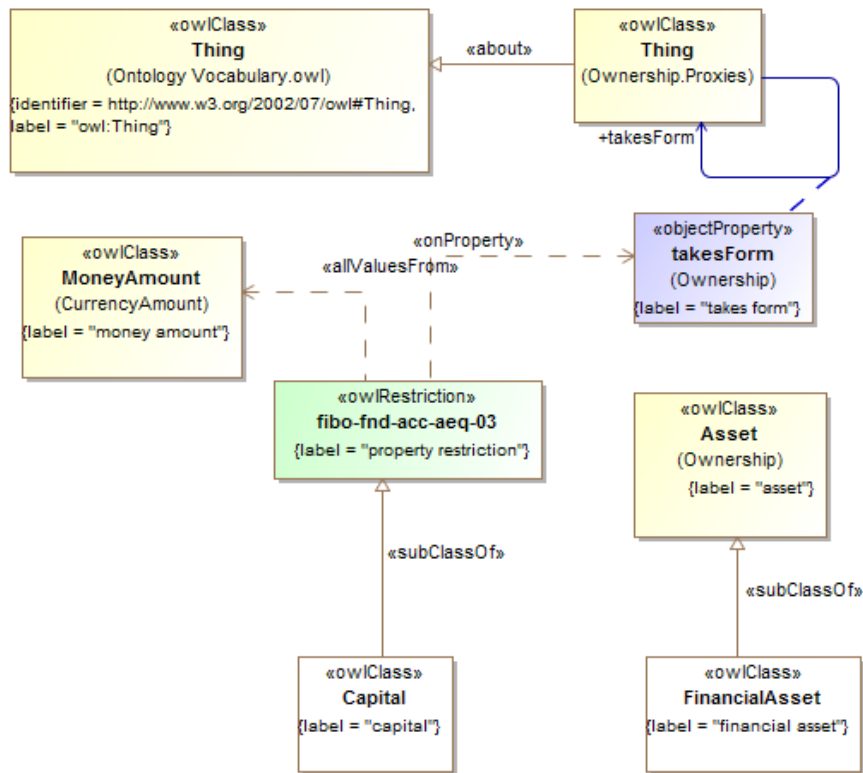 «owlClass»
Thing
(Ontology Vocabulary.owl)
{identifier = http://www.w3.org/2002/07/owl#Thing,
label = "owl:Thing"}
«about»
«owlClass»
Thing
(Ownership.Proxies)
+takesForm
«owlClass»
MoneyAmount
(CurrencyAmount)
{label = "money amount"}
«onProperty»
«allValuesFrom»
«objectProperty»
takesForm
(Ownership)
{label = "takes form"}
«owlRestriction»
fibo-fnd-acc-aeq-03
{label = "property restriction"}
«owlClass»
Asset
(Ownership)
{label = "asset"}
«subClassOf»
«subClassOf»
«owlClass»
Capital
{label = "capital"}
«owlClass»
FinancialAsset
{label = "financial asset"}